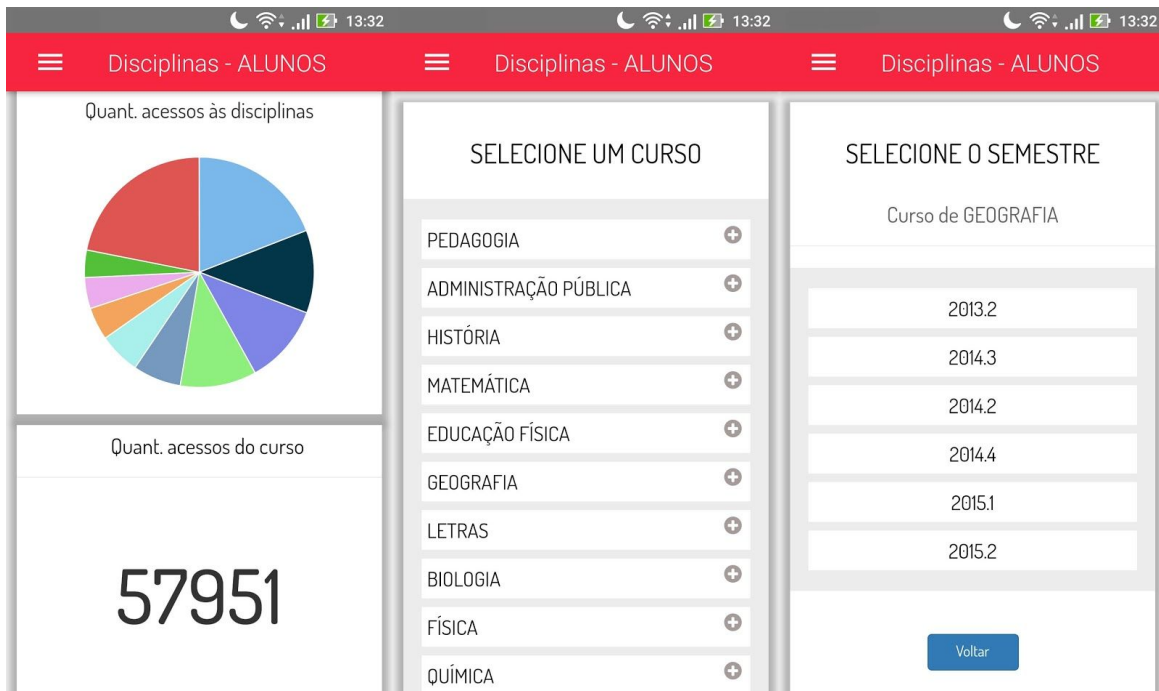 13:32
Disciplinas - ALUNOS
Quant. acessos às disciplinas
Quant. acessos do curso
57951
13:32
Disciplinas - ALUNOS
SELECIONE UM CURSO
PEDAGOGIA
ADMINISTRAÇÃO PÚBLICA
HISTÓRIA
MATEMÁTICA
EDUCAÇÃO FÍSICA
GEOGRAFIA
LETRAS
BIOLOGIA
FÍSICA
QUÍMICA
13:32
Disciplinas - ALUNOS
SELECIONE O SEMESTRE
Curso de GEOGRAFIA
2013.2
2014.3
2014.2
2014.4
2015.1
2015.2
Voltar